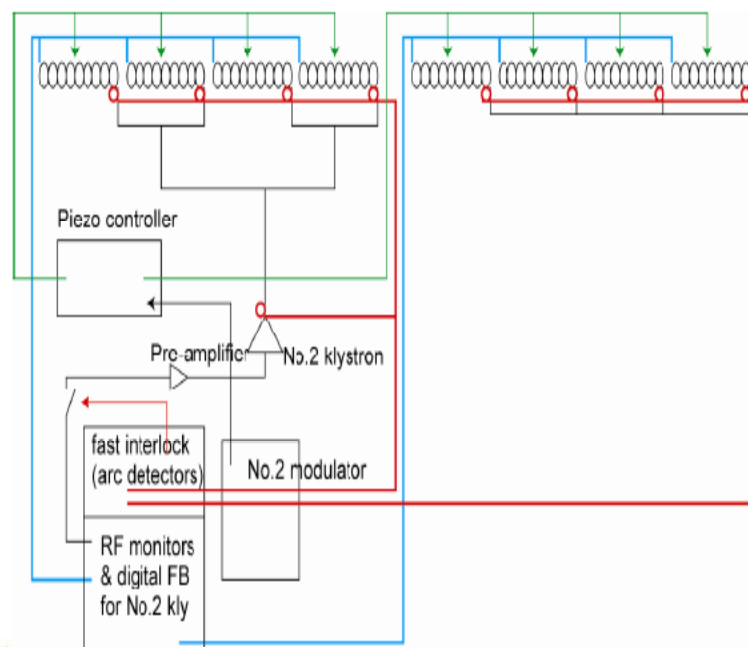 Piezo controller
Pre-amplifier
No.2 klystron
fast interlock
(arc detectors)
No.2 modulator
RF monitors
& digital FB
for No.2 kly